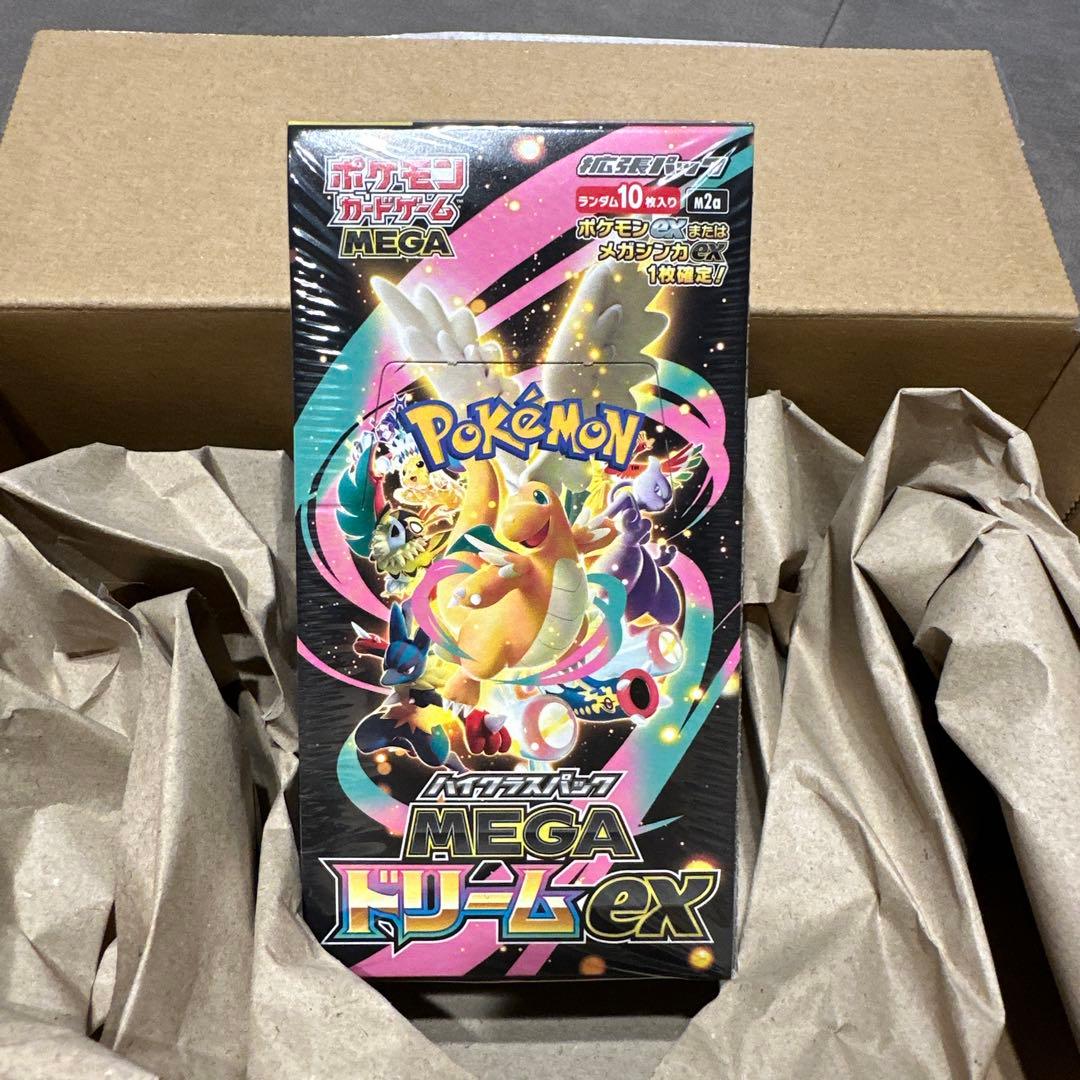 ポケモン
カードゲーム™
MEGA
拡張パック
ランダム10枚入り
M2a
ポケモンexまたは
メガシンカex
1枚確定!
POKÉMON™
ハイクラスパック
MEGA
ドリームex